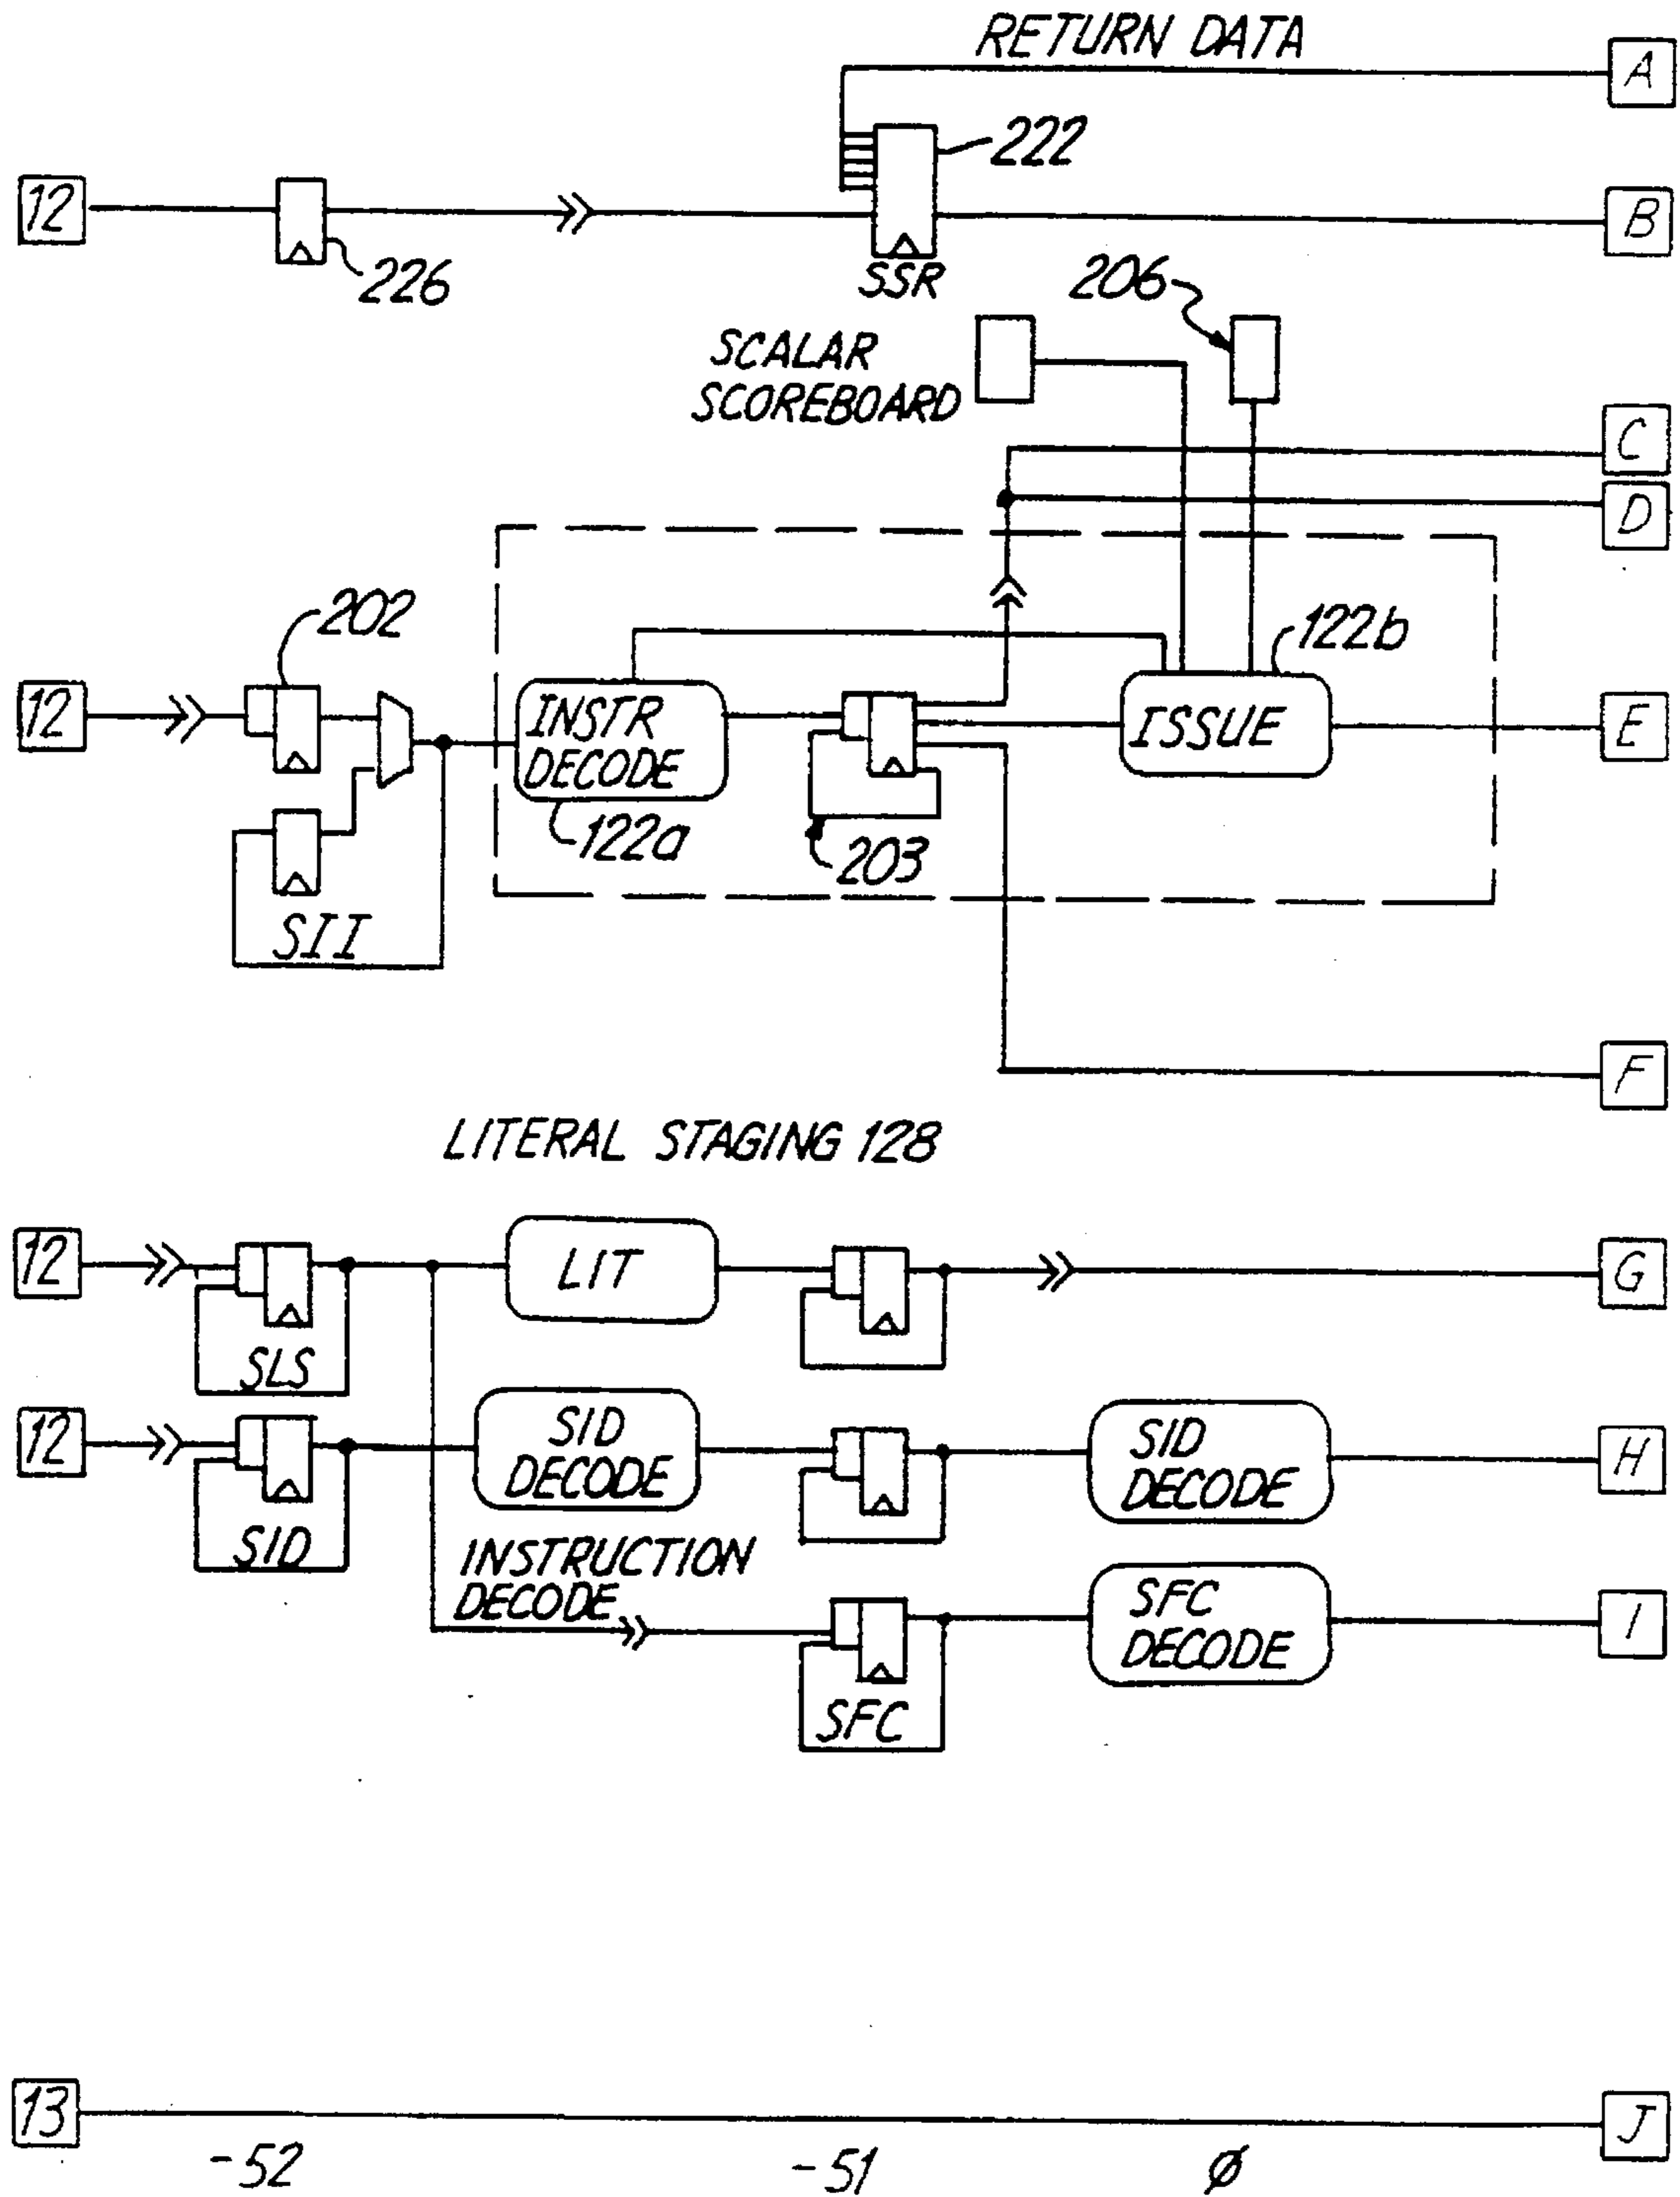 RETURN DATA
A
222
12
B
226
SSR
206
SCALAR
SCOREBOARD
C
D
202
122b
12
INSTR
DECODE
ISSUE
E
122a
203
SII
F
LITERAL STAGING 128
12
LIT
G
SLS
12
SID
DECODE
SID
DECODE
H
SID
INSTRUCTION
DECODE
SFC
DECODE
I
SFC
13
J
-52
-51
ø